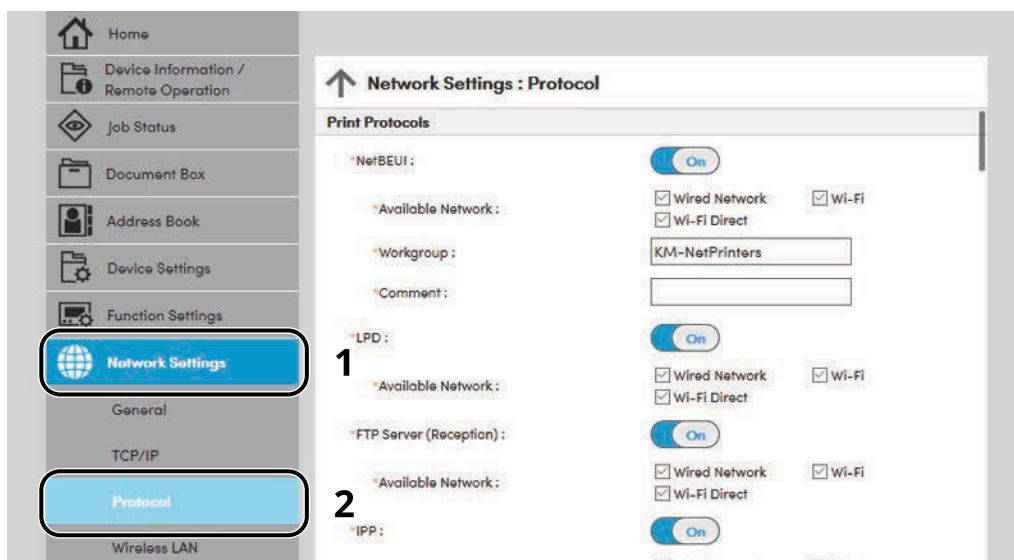 Home
Device Information /
Remote Operation
Job Status
Document Box
Address Book
Device Settings
Function Settings
Network Settings
1
General
TCP/IP
Protocol
2
Wireless LAN
Network Settings : Protocol
Print Protocols
*NetBEUI :
On
*Available Network :
Wired Network
Wi-Fi
Wi-Fi Direct
*Workgroup :
KM-NetPrinters
*Comment :
*LPD :
On
*Available Network :
Wired Network
Wi-Fi
Wi-Fi Direct
*FTP Server (Reception) :
On
*Available Network :
Wired Network
Wi-Fi
Wi-Fi Direct
*IPP :
On